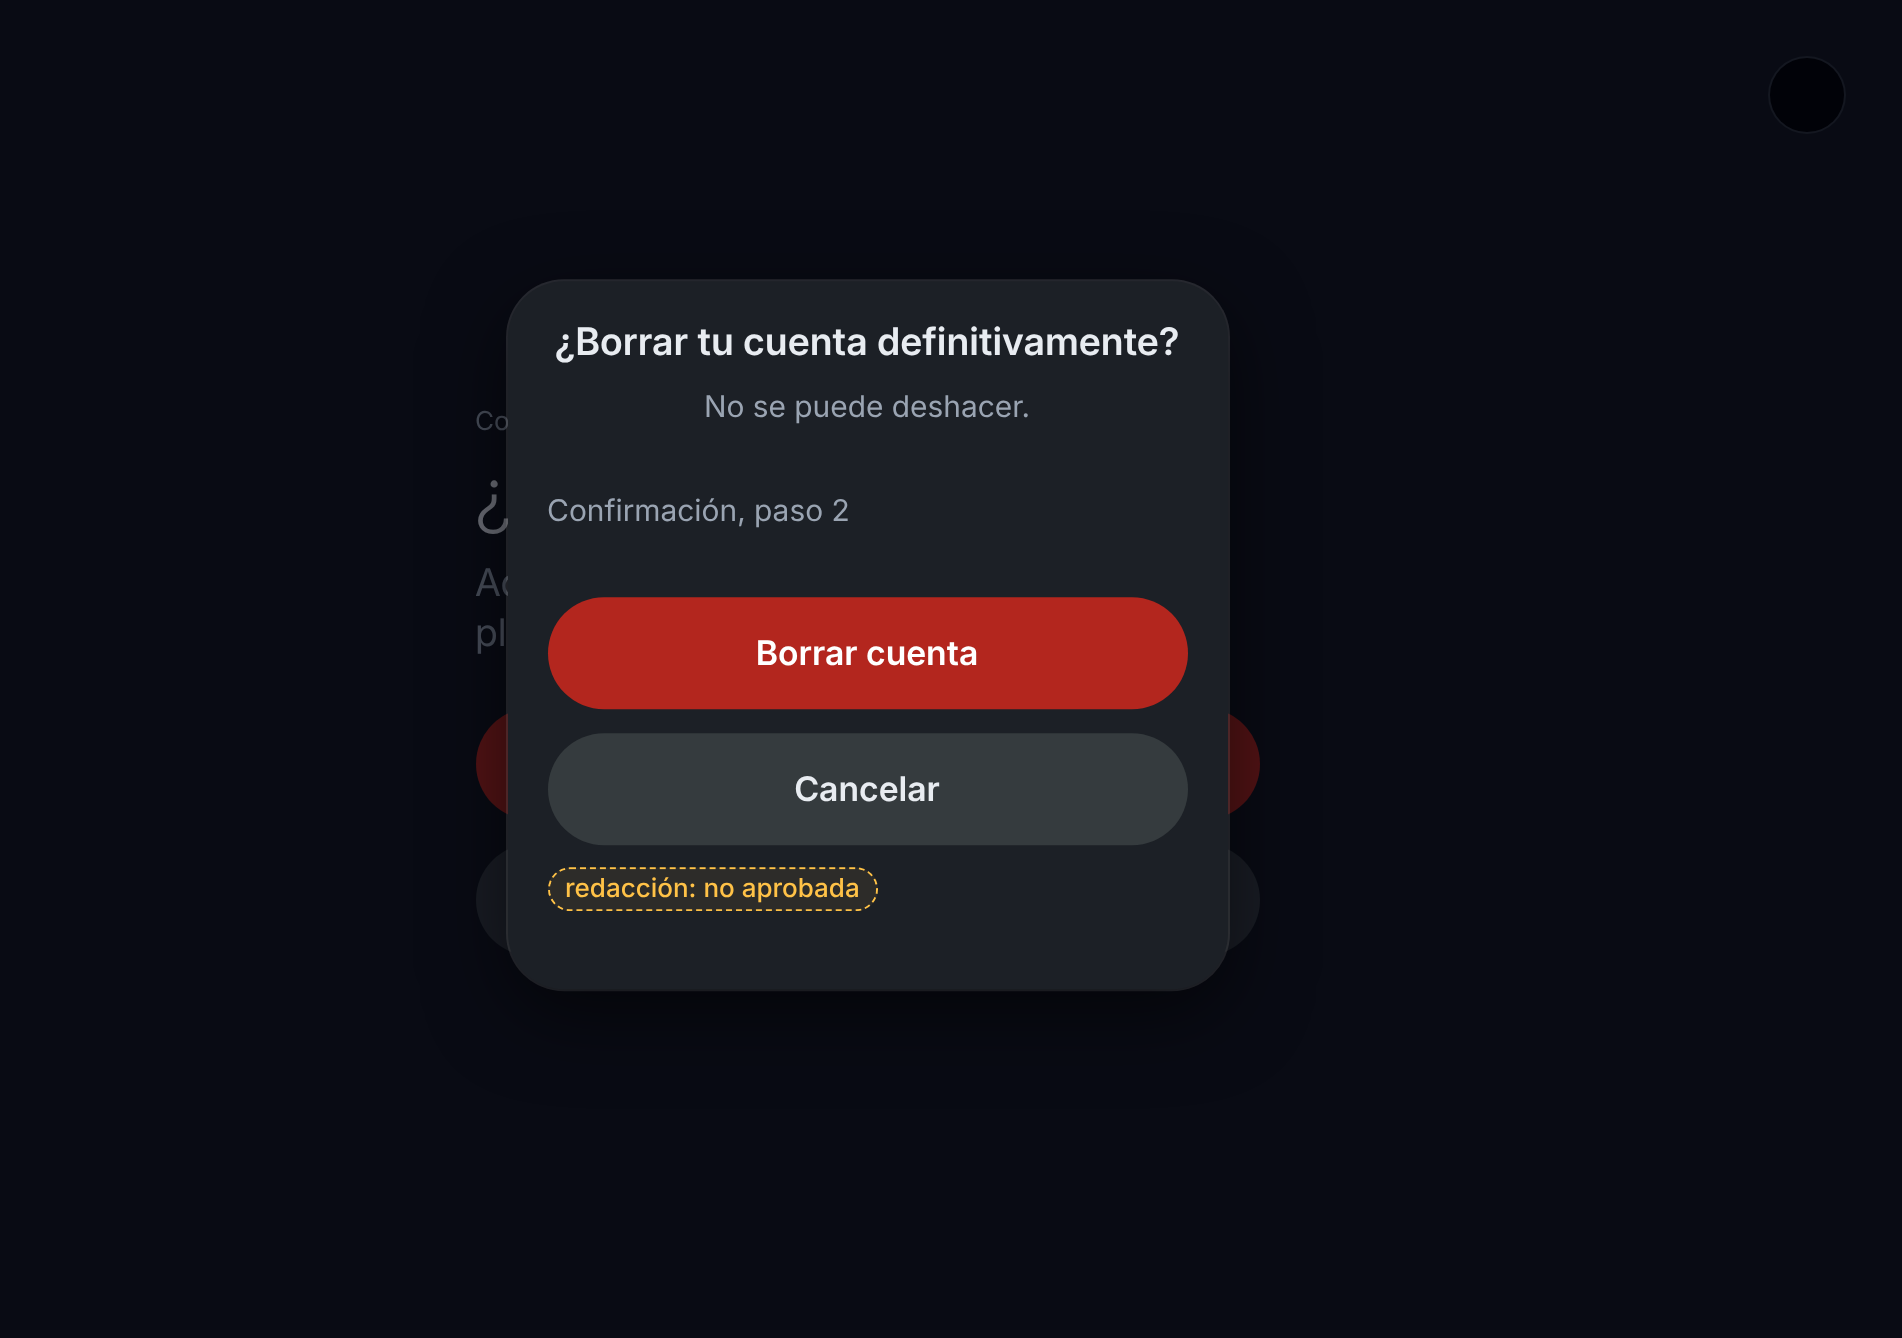 ¿Borrar tu cuenta definitivamente?
No se puede deshacer.
Confirmación, paso 2
Borrar cuenta
Cancelar
redacción: no aprobada